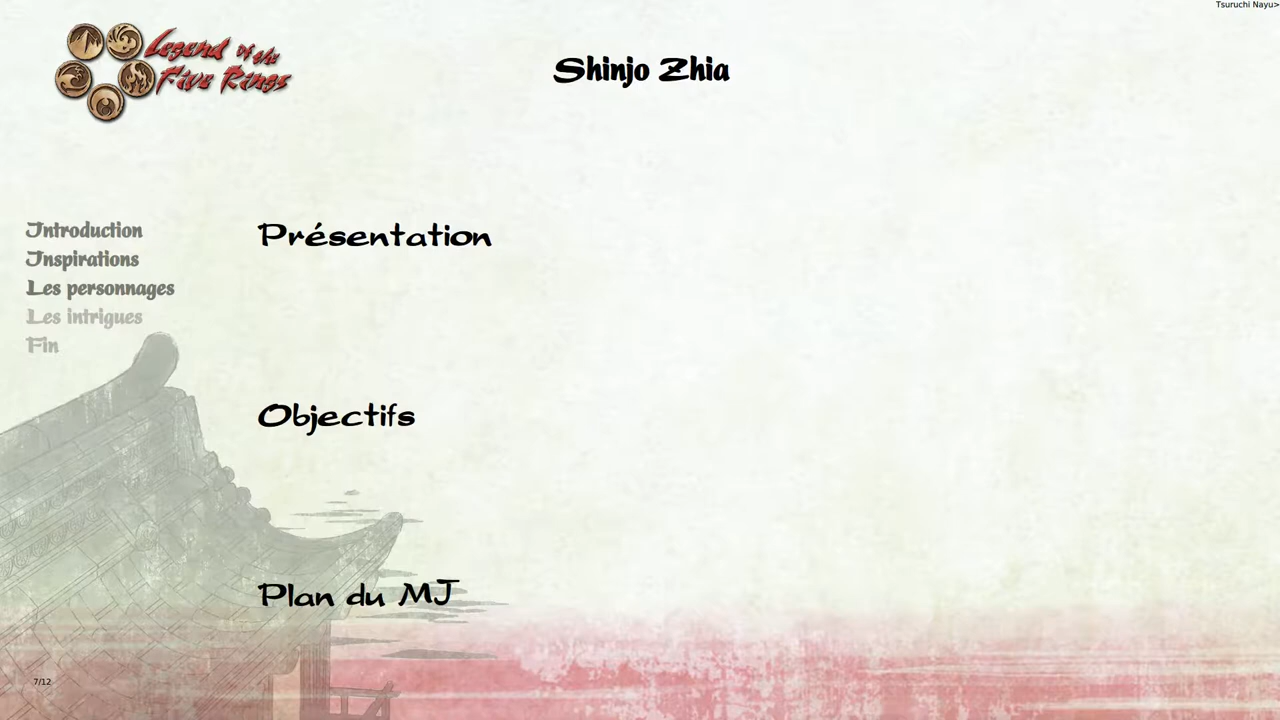 Tsuruchi Nayu>
Legend of the
Five Rings
Shinjo Zhia
Introduction
Inspirations
Les personnages
Les intrigues
Fin
Présentation
Objectifs
Plan du MJ
7/12